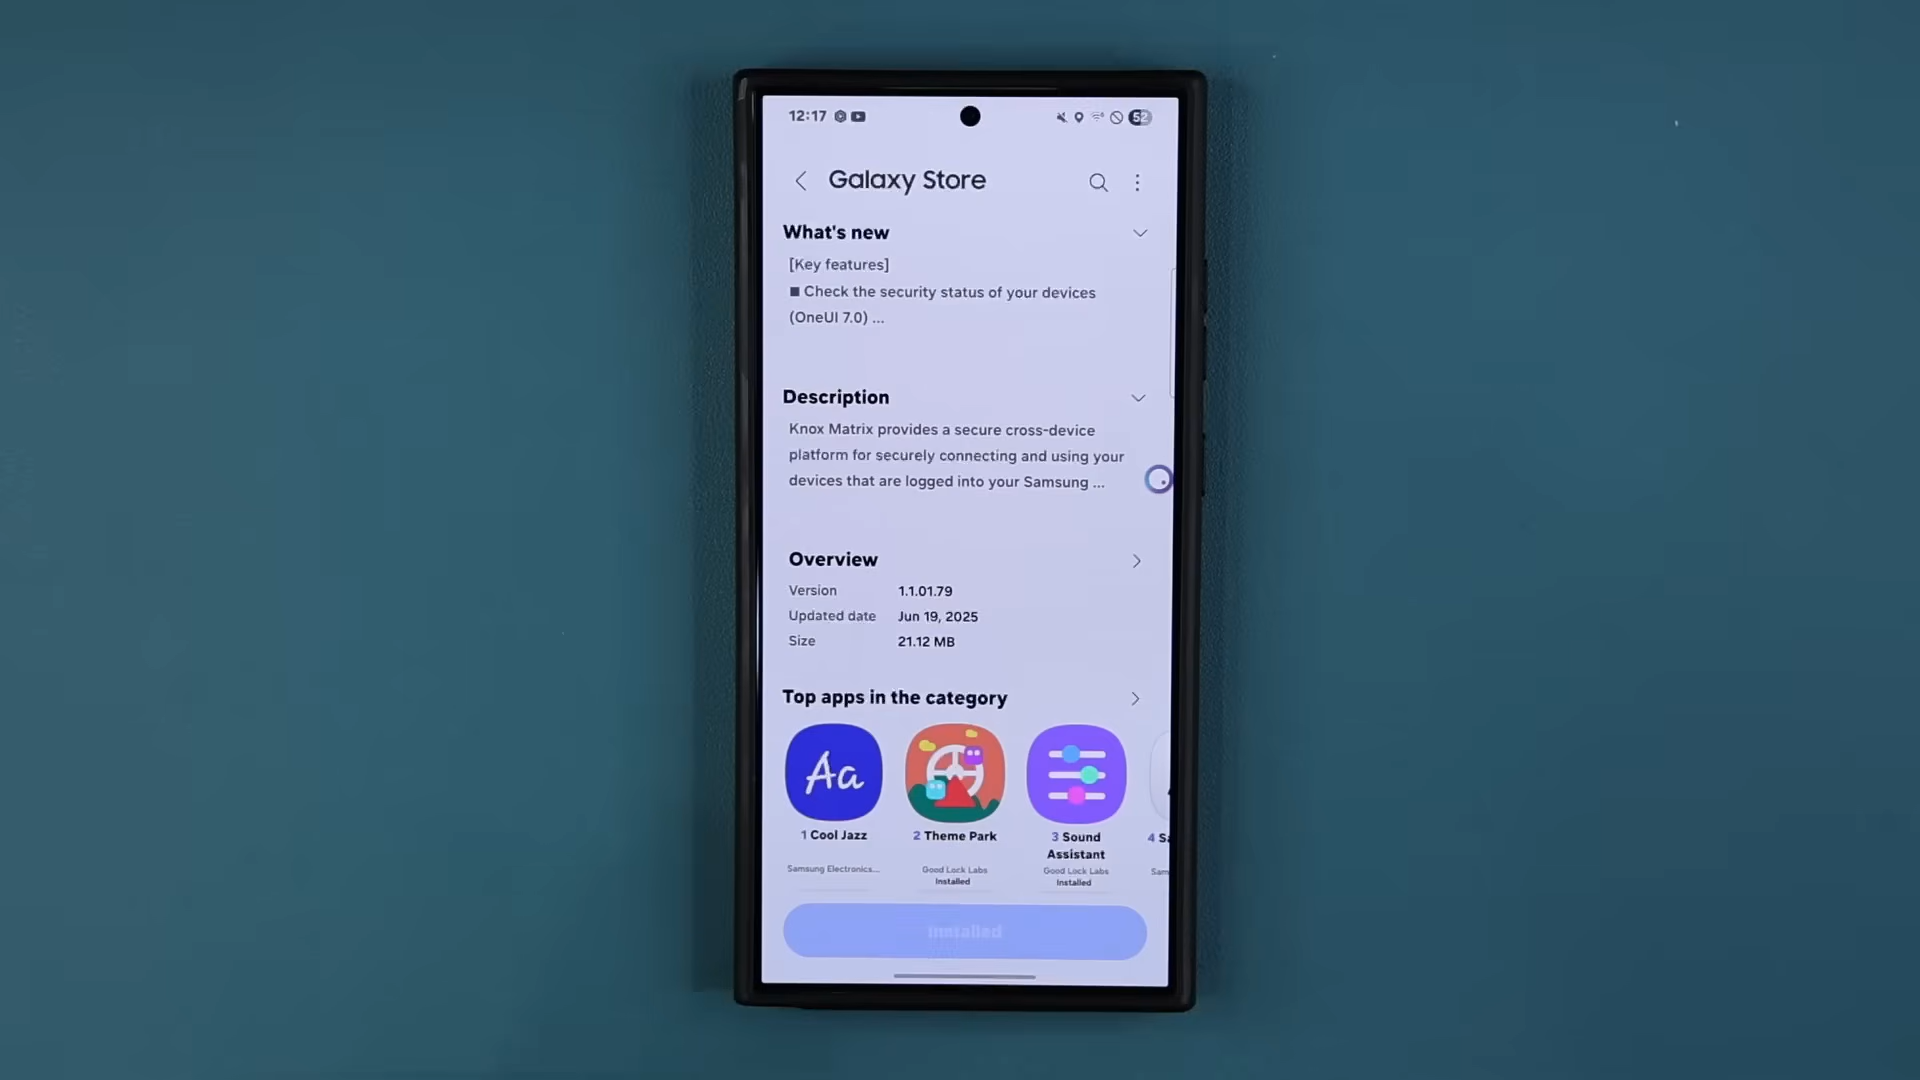 12:17
52
Galaxy Store
What's new
[Key features]
■ Check the security status of your devices
(OneUI 7.0) ...
Description
Knox Matrix provides a secure cross-device
platform for securely connecting and using your
devices that are logged into your Samsung ...
Overview
Version 1.1.01.79
Updated date Jun 19, 2025
Size 21.12 MB
Top apps in the category
Aa
1 Cool Jazz
Samsung Electronics...
2 Theme Park
Good Lock Labs
Installed
3 Sound
Assistant
Good Lock Labs
Installed
4 Sa
Sam
Installed